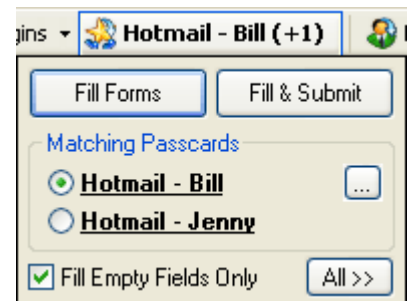 gins Hotmail - Bill (+1)
Fill Forms Fill & Submit
Matching Passcards
Hotmail - Bill ...
Hotmail - Jenny
Fill Empty Fields Only All >>